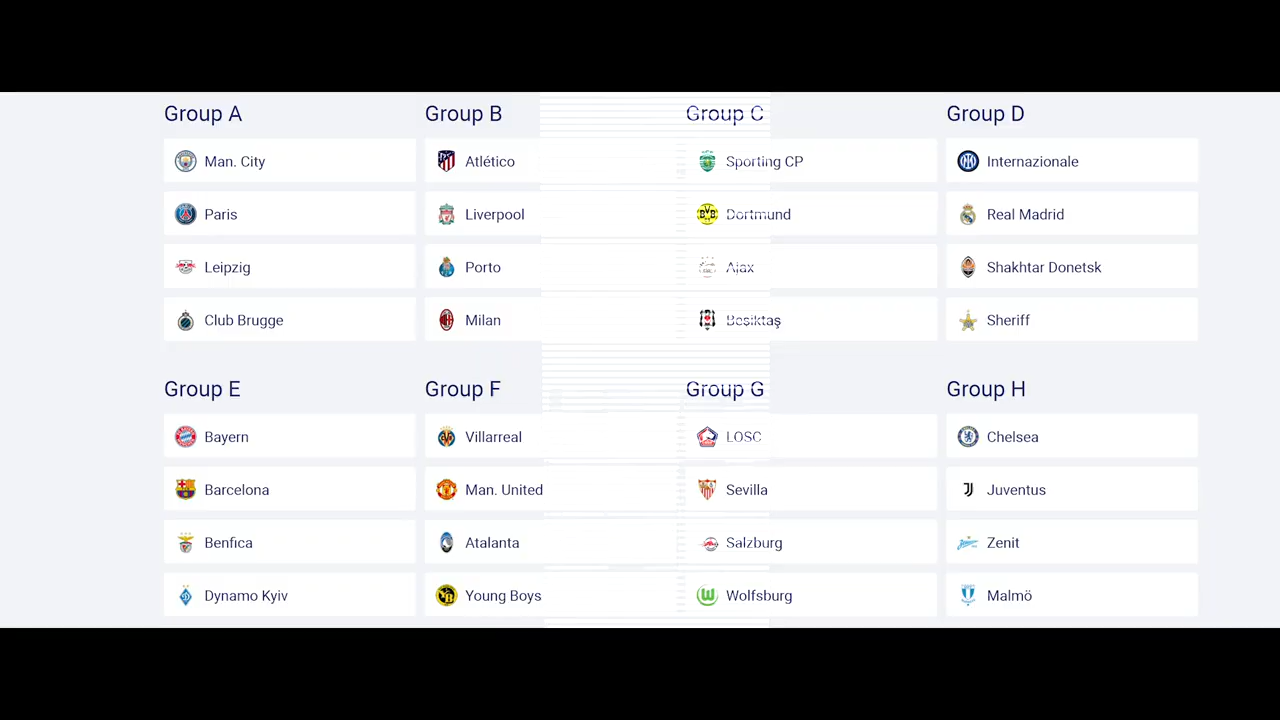 Group A
Man. City
Paris
Leipzig
Club Brugge
Group B
Atlético
Liverpool
Porto
Milan
Group C
Sporting CP
Dortmund
Ajax
Beşiktaş
Group D
Internazionale
Real Madrid
Shakhtar Donetsk
Sheriff
Group E
Bayern
Barcelona
Benfica
Dynamo Kyiv
Group F
Villarreal
Man. United
Atalanta
Young Boys
Group G
LOSC
Sevilla
Salzburg
Wolfsburg
Group H
Chelsea
Juventus
Zenit
Malmö